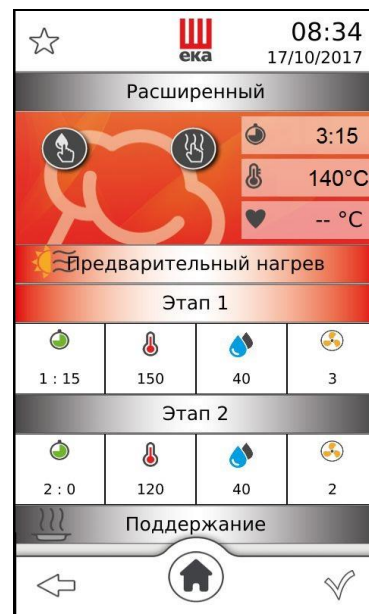 08:34
ека
17/10/2017
Расширенный
3:15
140°C
-- °C
Предварительный нагрев
Этап 1
1 : 15 150 40 3
Этап 2
2 : 0 120 40 2
Поддержание